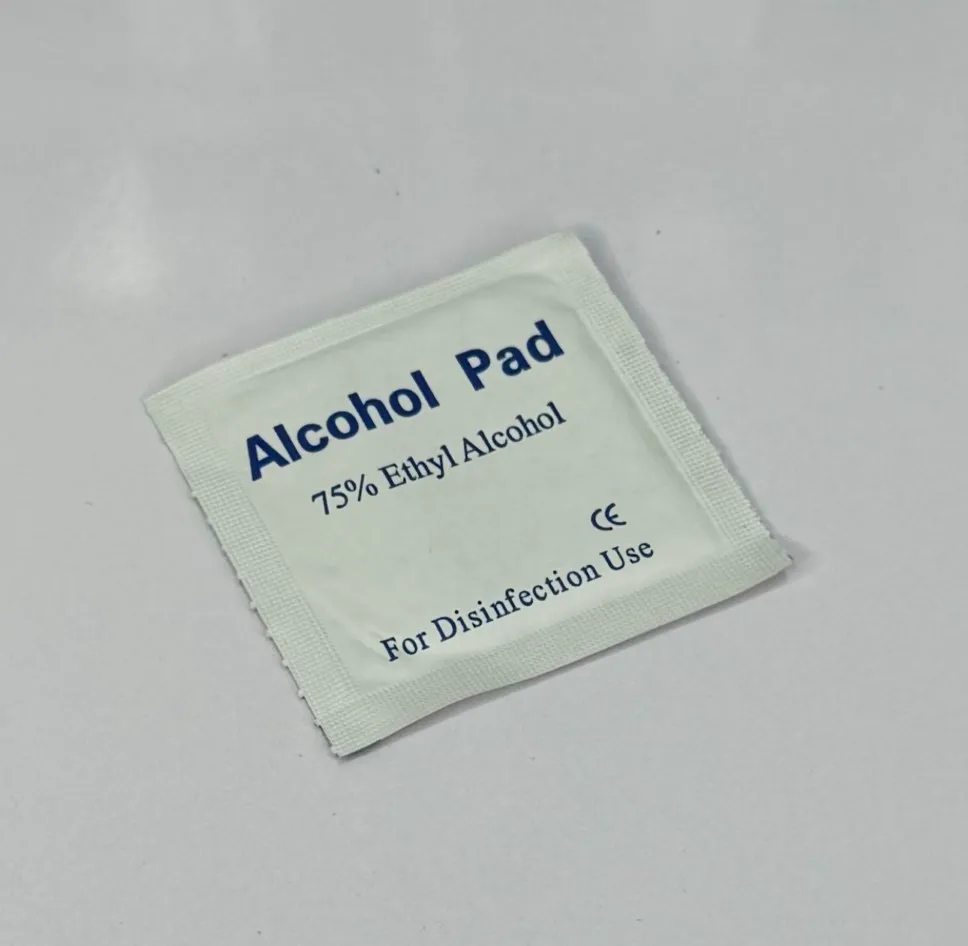 Alcohol Pad
75% Ethyl Alcohol
CE
For Disinfection Use